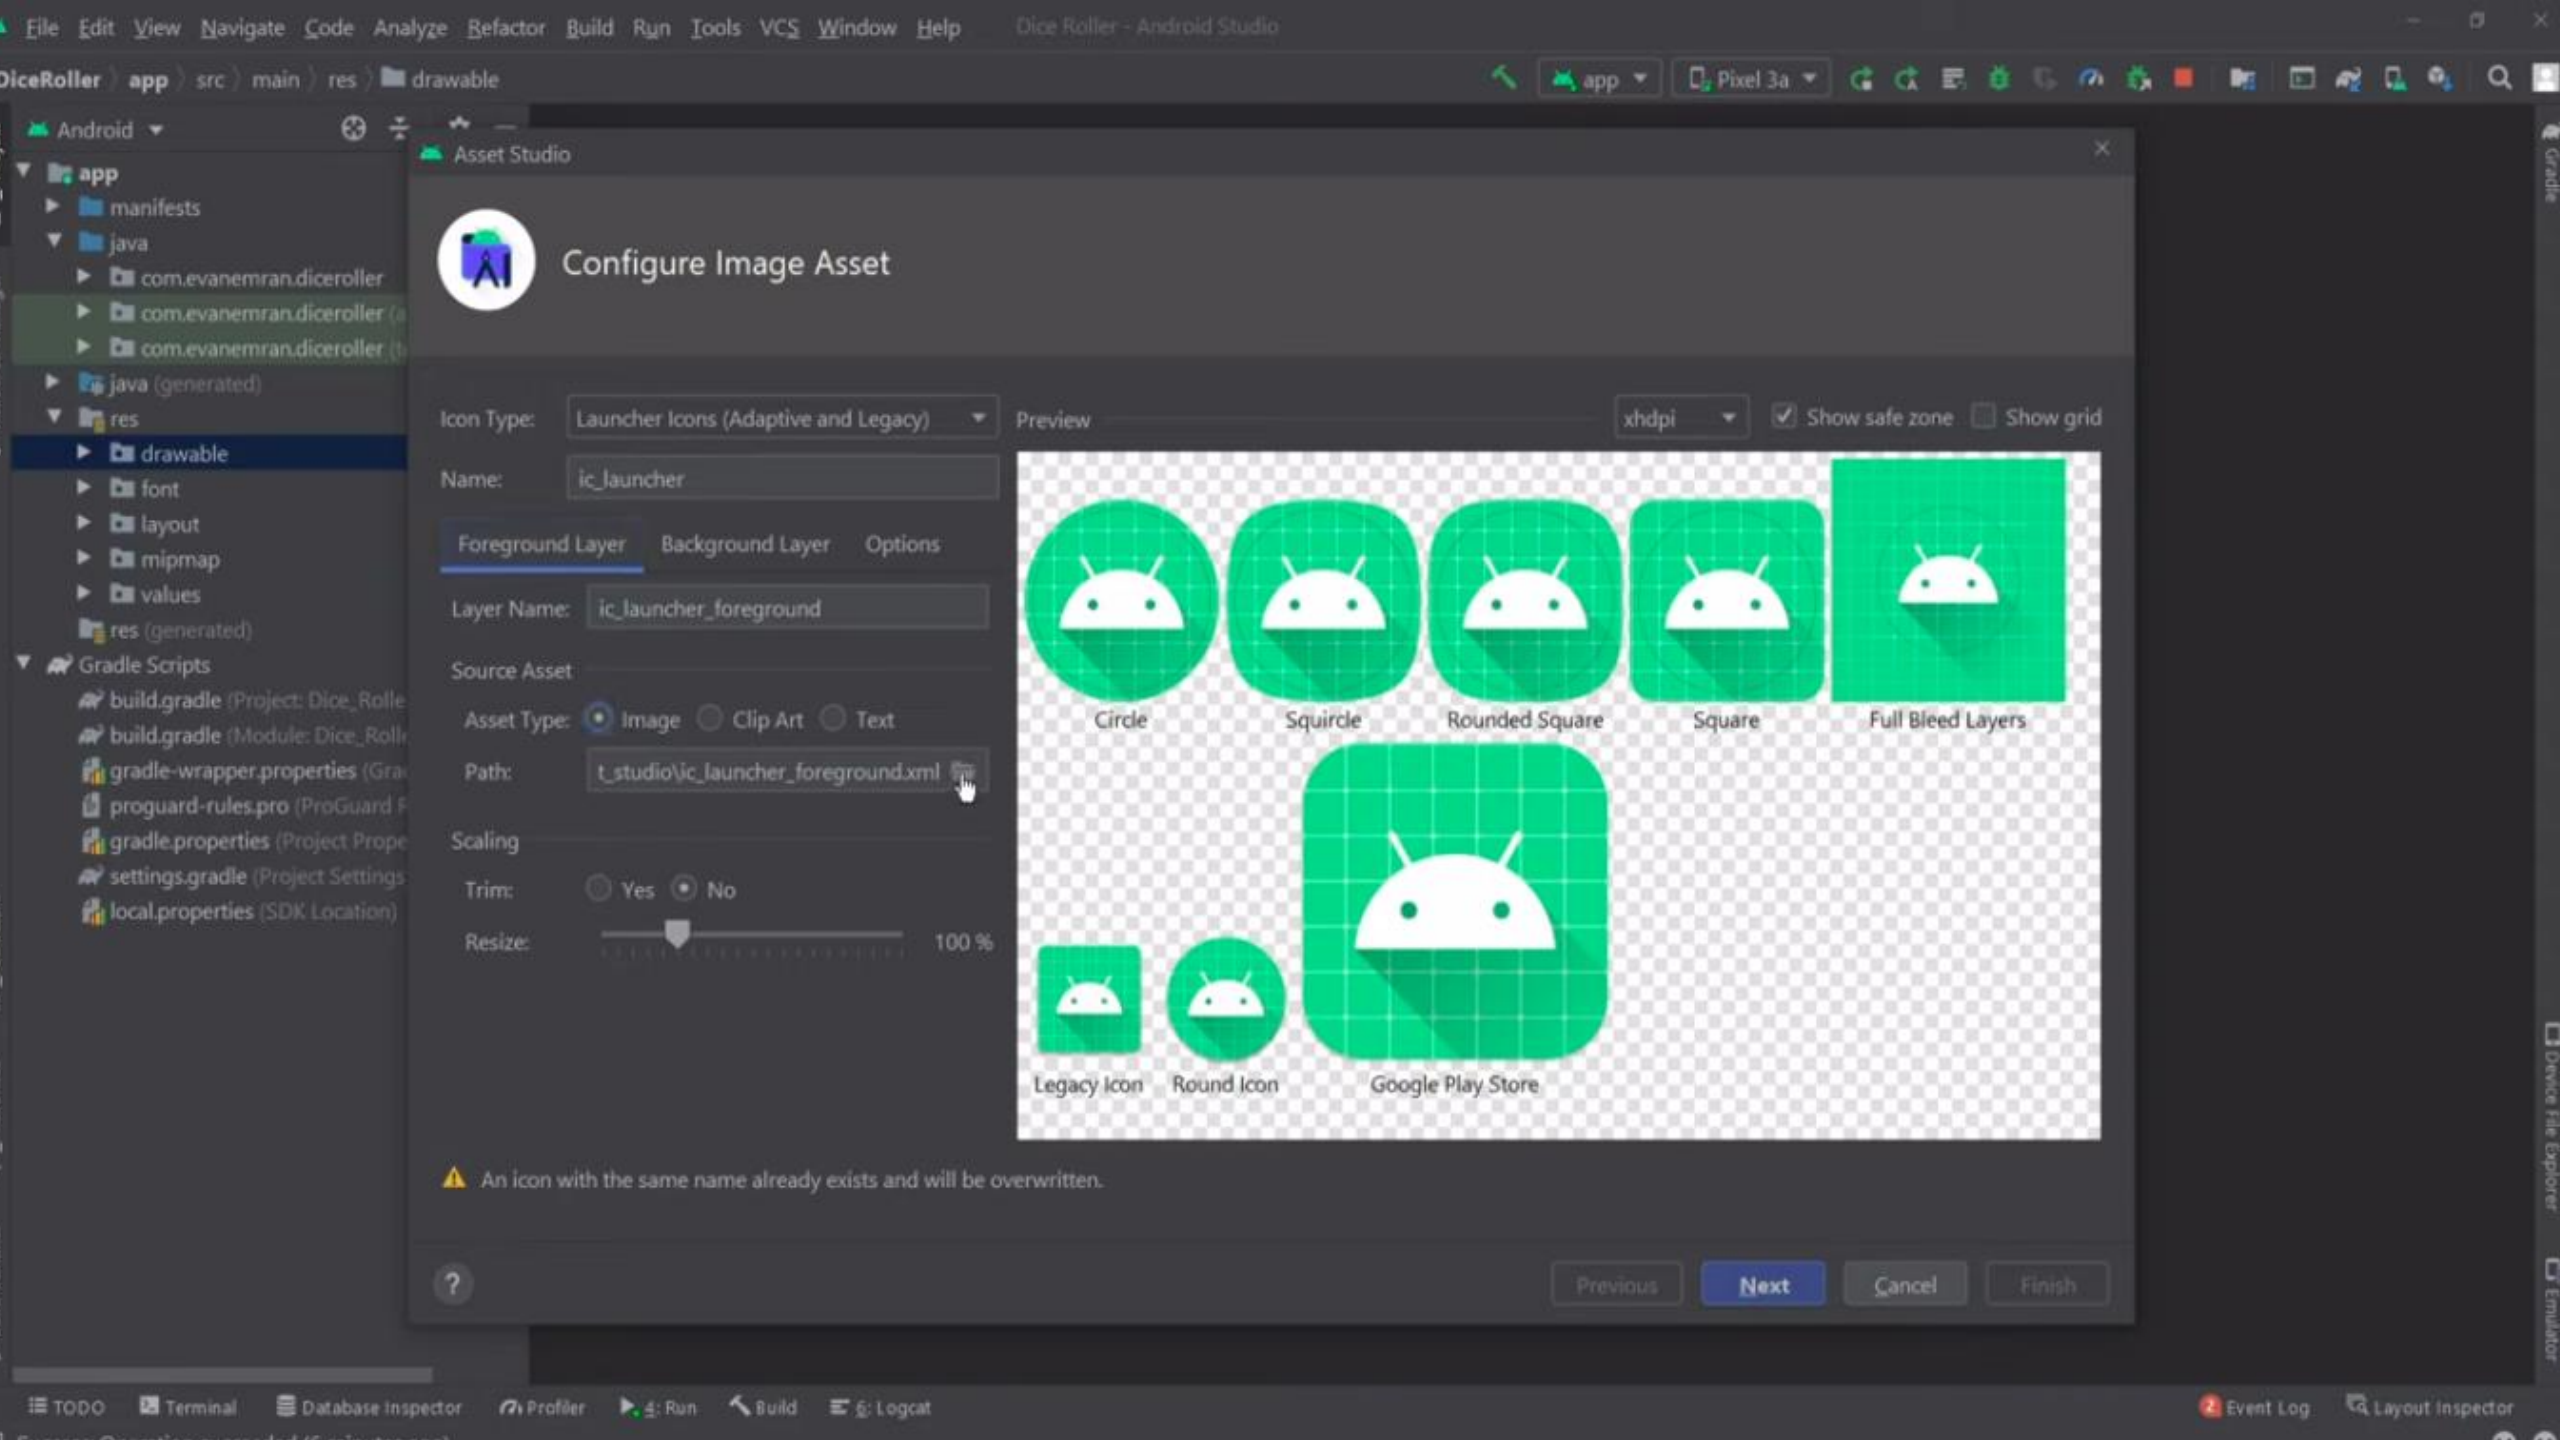 File Edit View Navigate Code Analyze Refactor Build Run Tools VCS Window Help Dice Roller - Android Studio
DiceRoller app src main res drawable
app Pixel 3a
Android
app
manifests
java
com.evanemran.diceroller
com.evanemran.diceroller
com.evanemran.diceroller
java (generated)
res
drawable
font
layout
mipmap
values
res (generated)
Gradle Scripts
build.gradle (Project: Dice_Rolle
build.gradle (Module: Dice_Roll
gradle-wrapper.properties (Gra
proguard-rules.pro (ProGuard
gradle.properties (Project Prope
settings.gradle (Project Settings
local.properties (SDK Location)
Asset Studio
Configure Image Asset
Icon Type: Launcher Icons (Adaptive and Legacy)
Name: ic_launcher
Foreground Layer Background Layer Options
Layer Name: ic_launcher_foreground
Source Asset
Asset Type: Image Clip Art Text
Path: t_studio\ic_launcher_foreground.xml
Scaling
Trim: Yes No
Resize: 100 %
Preview xhdpi Show safe zone Show grid
Circle Squircle Rounded Square Square Full Bleed Layers
Legacy Icon Round Icon Google Play Store
An icon with the same name already exists and will be overwritten.
? Previous Next Cancel Finish
Gradle
Device File Explorer
Emulator
TODO Terminal Database Inspector Profiler 4: Run Build 6: Logcat 2 Event Log Layout Inspector